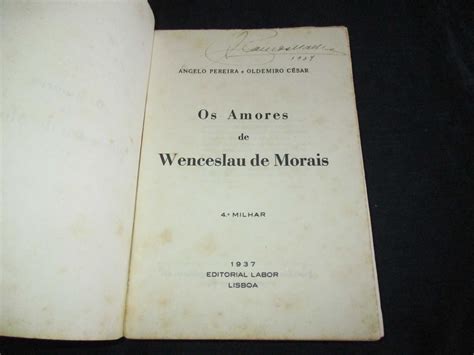 1937
ANGELO PEREIRA e OLDEMIRO CÉSAR
Os Amores
de
Wenceslau de Morais
4.º MILHAR
1937
EDITORIAL LABOR
LISBOA